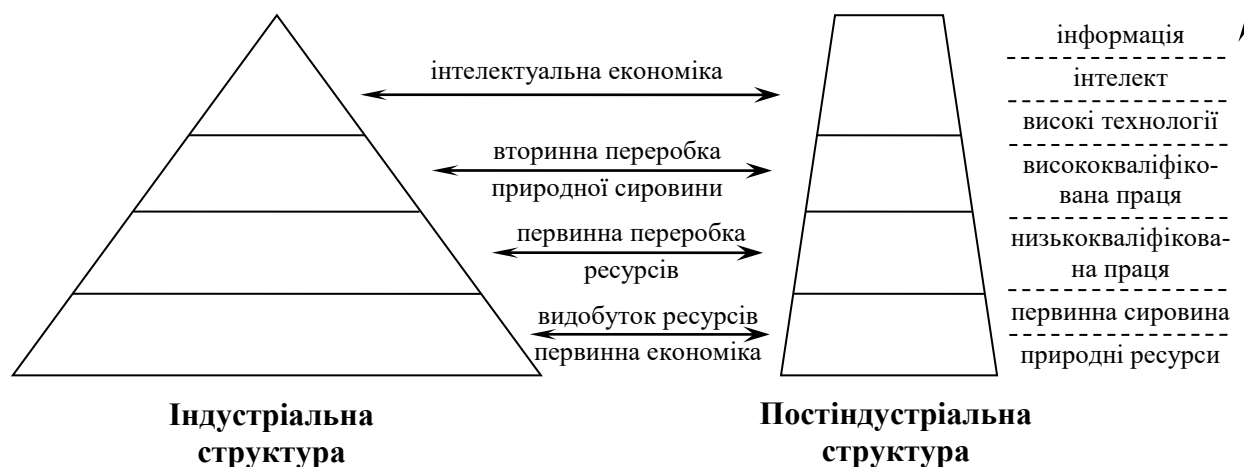 інтелектуальна економіка
вторинна переробка
природної сировини
первинна переробка
ресурсів
видобуток ресурсів
первинна економіка
інформація
інтелект
високі технології
висококваліфіко-
вана праця
низькокваліфікова-
на праця
первинна сировина
природні ресурси
Індустріальна
структура
Постіндустріальна
структура